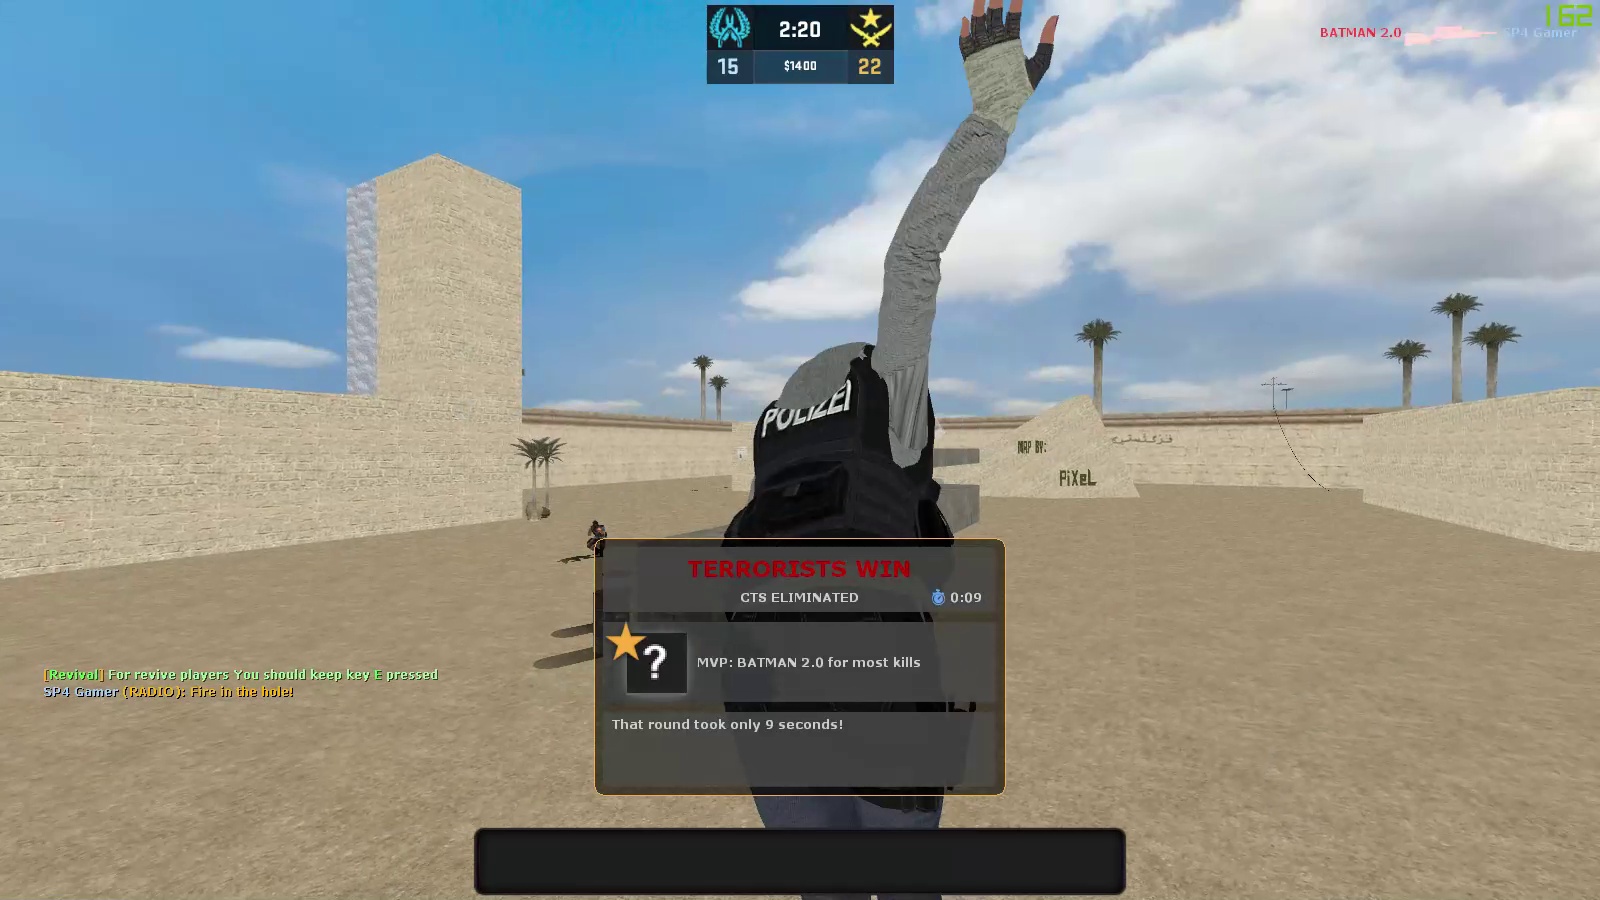 162
2:20
BATMAN 2.0 SP4 Gamer
15 $1400 22
POLIZEI
MAP BY:
PiXeL
TERRORISTS WIN
CTS ELIMINATED 0:09
?
MVP: BATMAN 2.0 for most kills
[Revival] For revive players You should keep key E pressed
SP4 Gamer (RADIO): Fire in the hole!
That round took only 9 seconds!